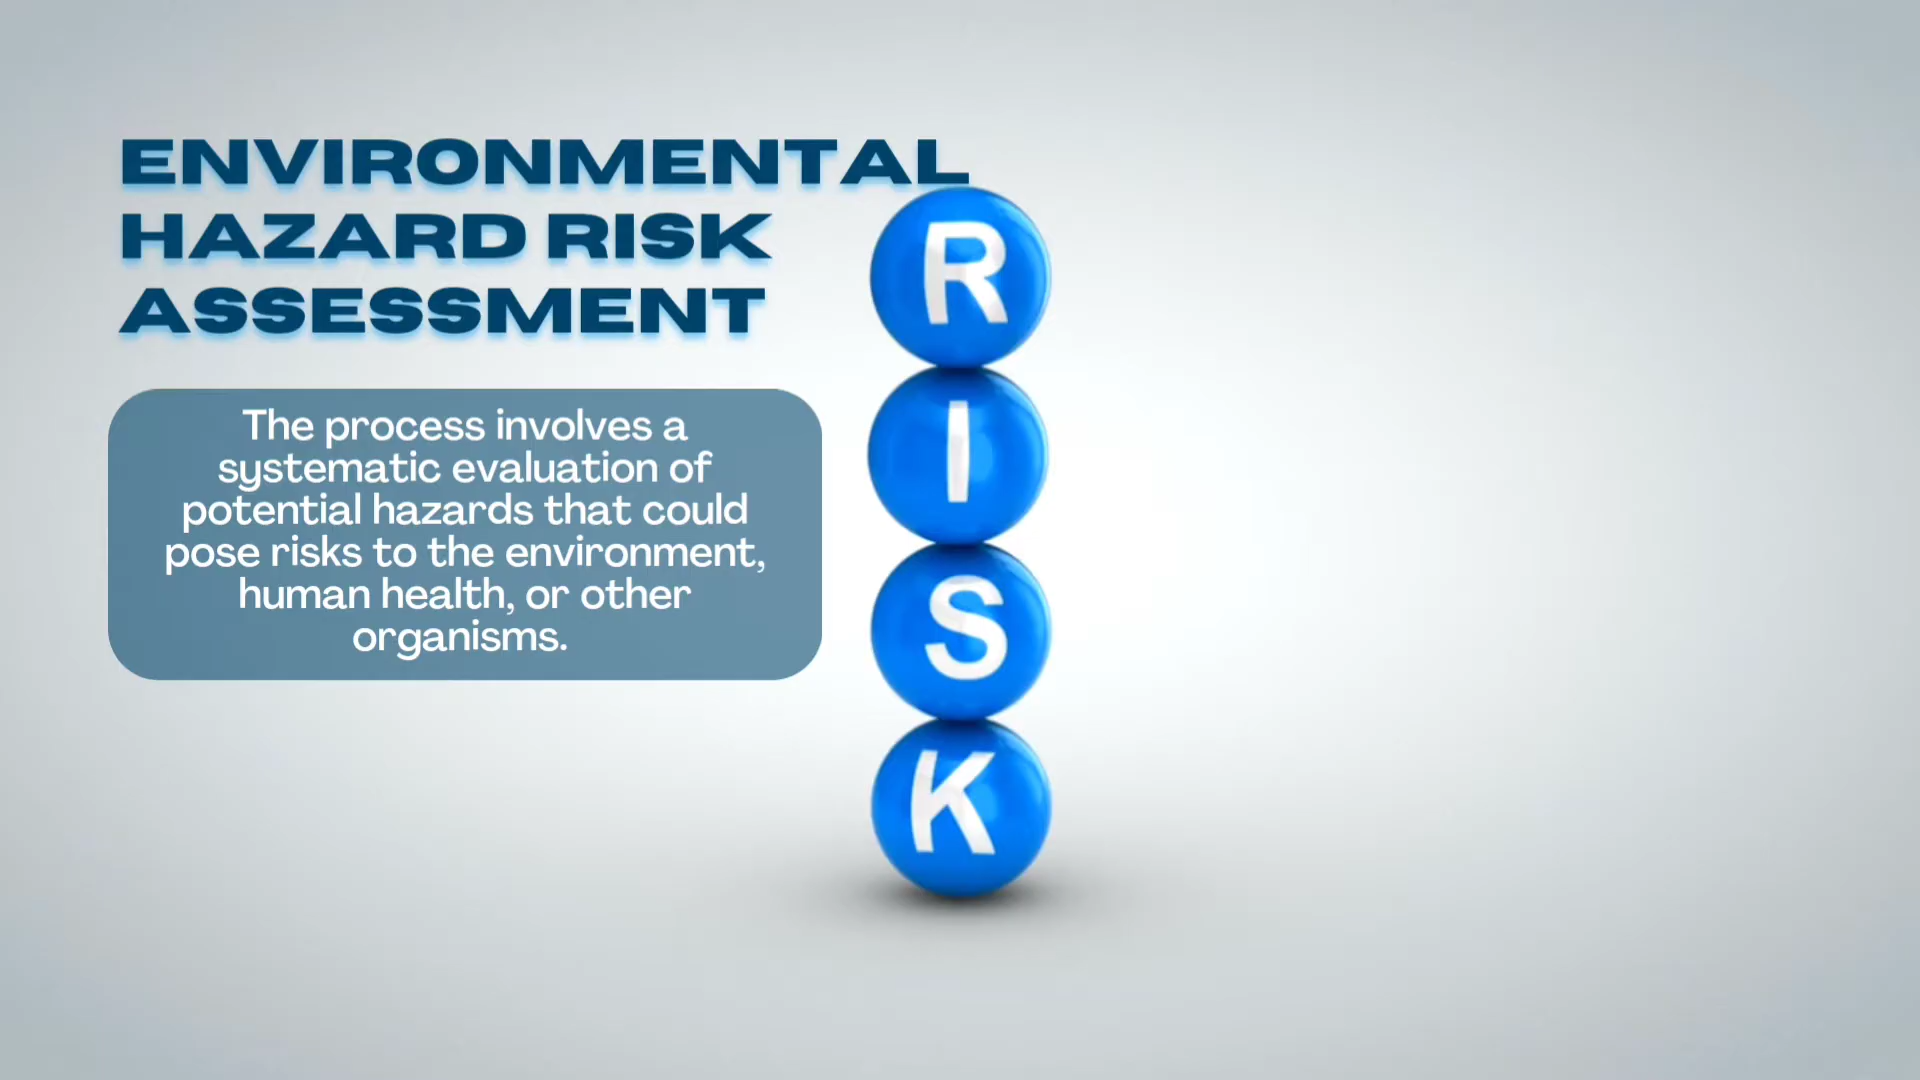 ENVIRONMENTAL
HAZARD RISK
ASSESSMENT
The process involves a
systematic evaluation of
potential hazards that could
pose risks to the environment,
human health, or other
organisms.
R
I
S
K